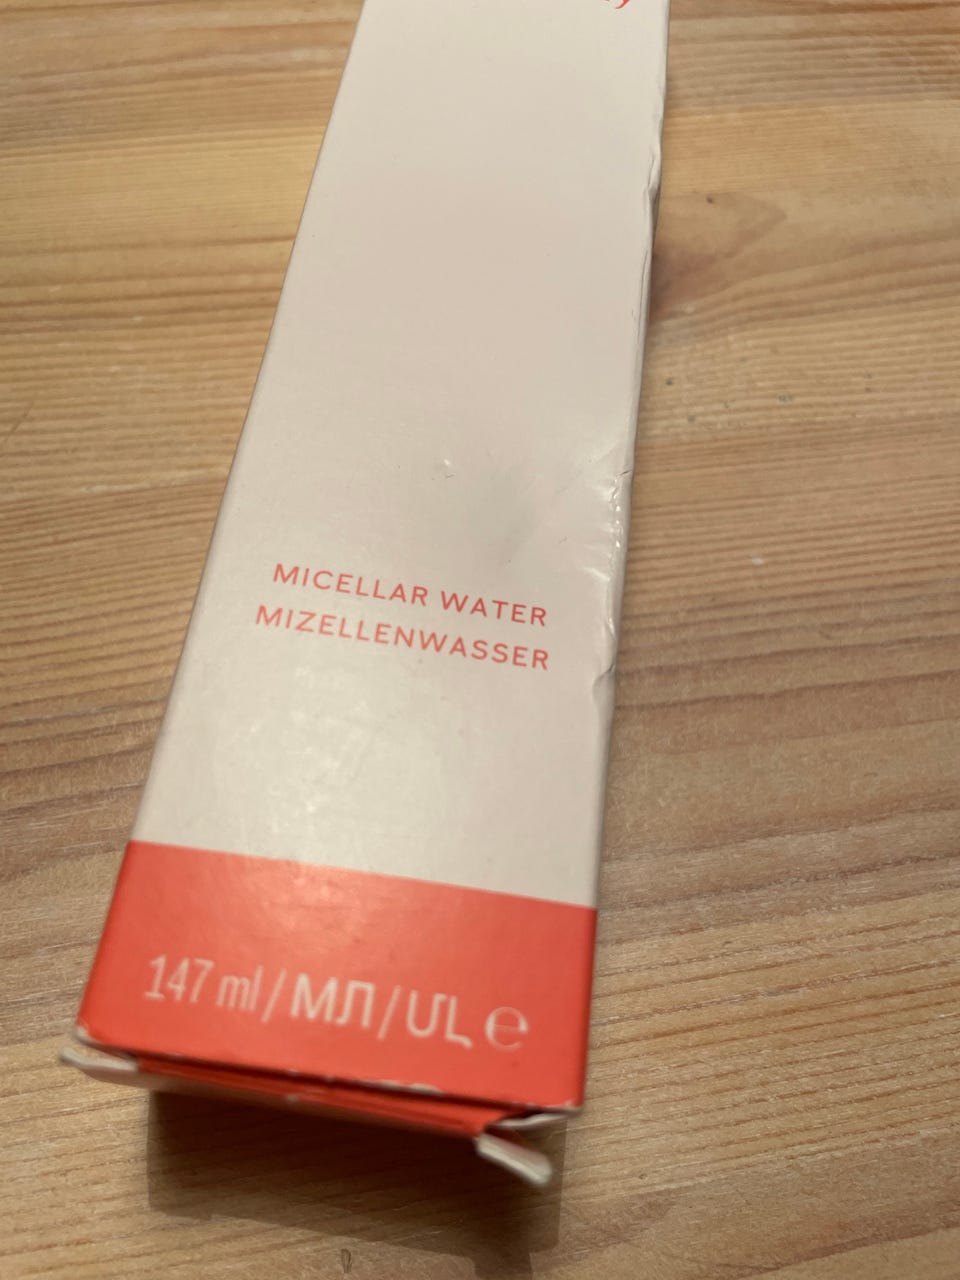 MICELLAR WATER
MIZELLENWASSER
147 ml/МЛ/ՄԼ ℮